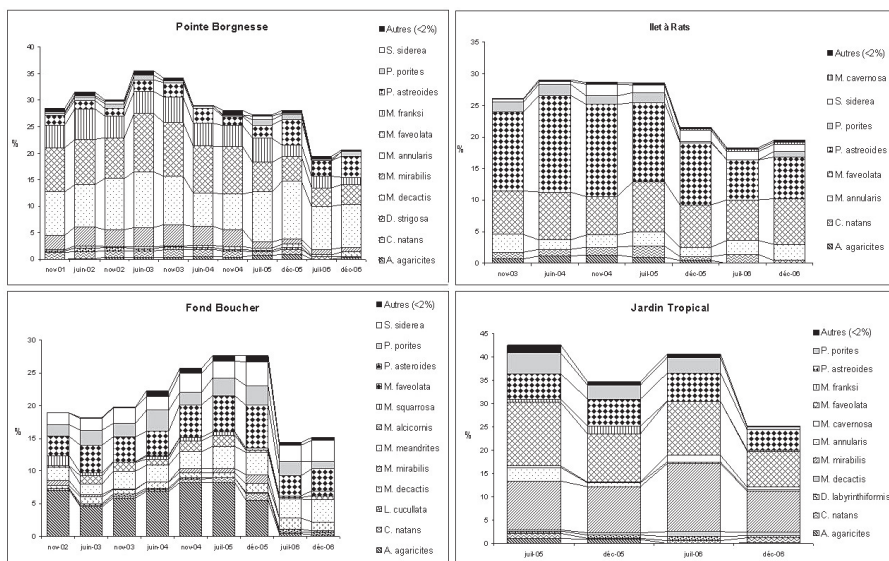 Pointe Borgnesse
%
40
35
30
25
20
15
10
5
0
nov-01 juin-02 nov-02 juin-03 nov-03 juin-04 nov-04 juil-05 déc-05 juil-06 déc-06
Autres (<2%)
S. siderea
P. porites
P. astreoides
M. franksi
M. faveolata
M. annularis
M. mirabilis
M. decactis
D. strigosa
C. natans
A. agaricites
Ilet à Rats
%
35
30
25
20
15
10
5
0
nov-03 juin-04 nov-04 juil-05 déc-05 juil-06 déc-06
Autres (<2%)
M. cavernosa
S. siderea
P. porites
P. astreoides
M. faveolata
M. annularis
C. natans
A. agaricites
Fond Boucher
%
30
25
20
15
10
5
0
nov-02 juin-03 nov-03 juin-04 nov-04 juil-05 déc-05 juil-06 déc-06
Autres (<2%)
S. siderea
P. porites
P. asteroides
M. faveolata
M. squarrosa
M. alcicornis
M. meandrites
M. mirabilis
M. decactis
L. cucullata
C. natans
A. agaricites
Jardin Tropical
%
45
40
35
30
25
20
15
10
5
0
juil-05 déc-05 juil-06 déc-06
Autres (<2%)
P. porites
P. astreoides
M. franksi
M. faveolata
M. cavernosa
M. annularis
M. mirabilis
M. decactis
D. labyrinthiformis
C. natans
A. agaricites